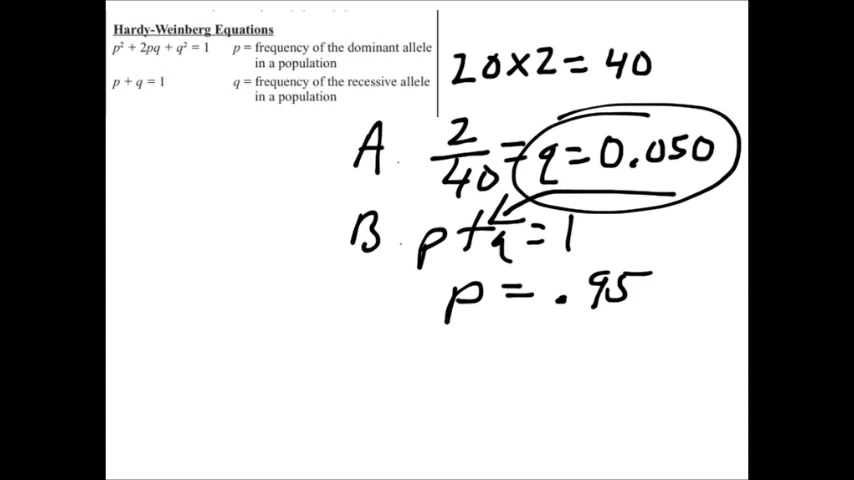 Hardy-Weinberg Equations
p² + 2pq + q² = 1 p = frequency of the dominant allele
in a population
p + q = 1 q = frequency of the recessive allele
in a population
20×2=40
A. 2/40 = q = 0.050
B. p+q=1
p = .95